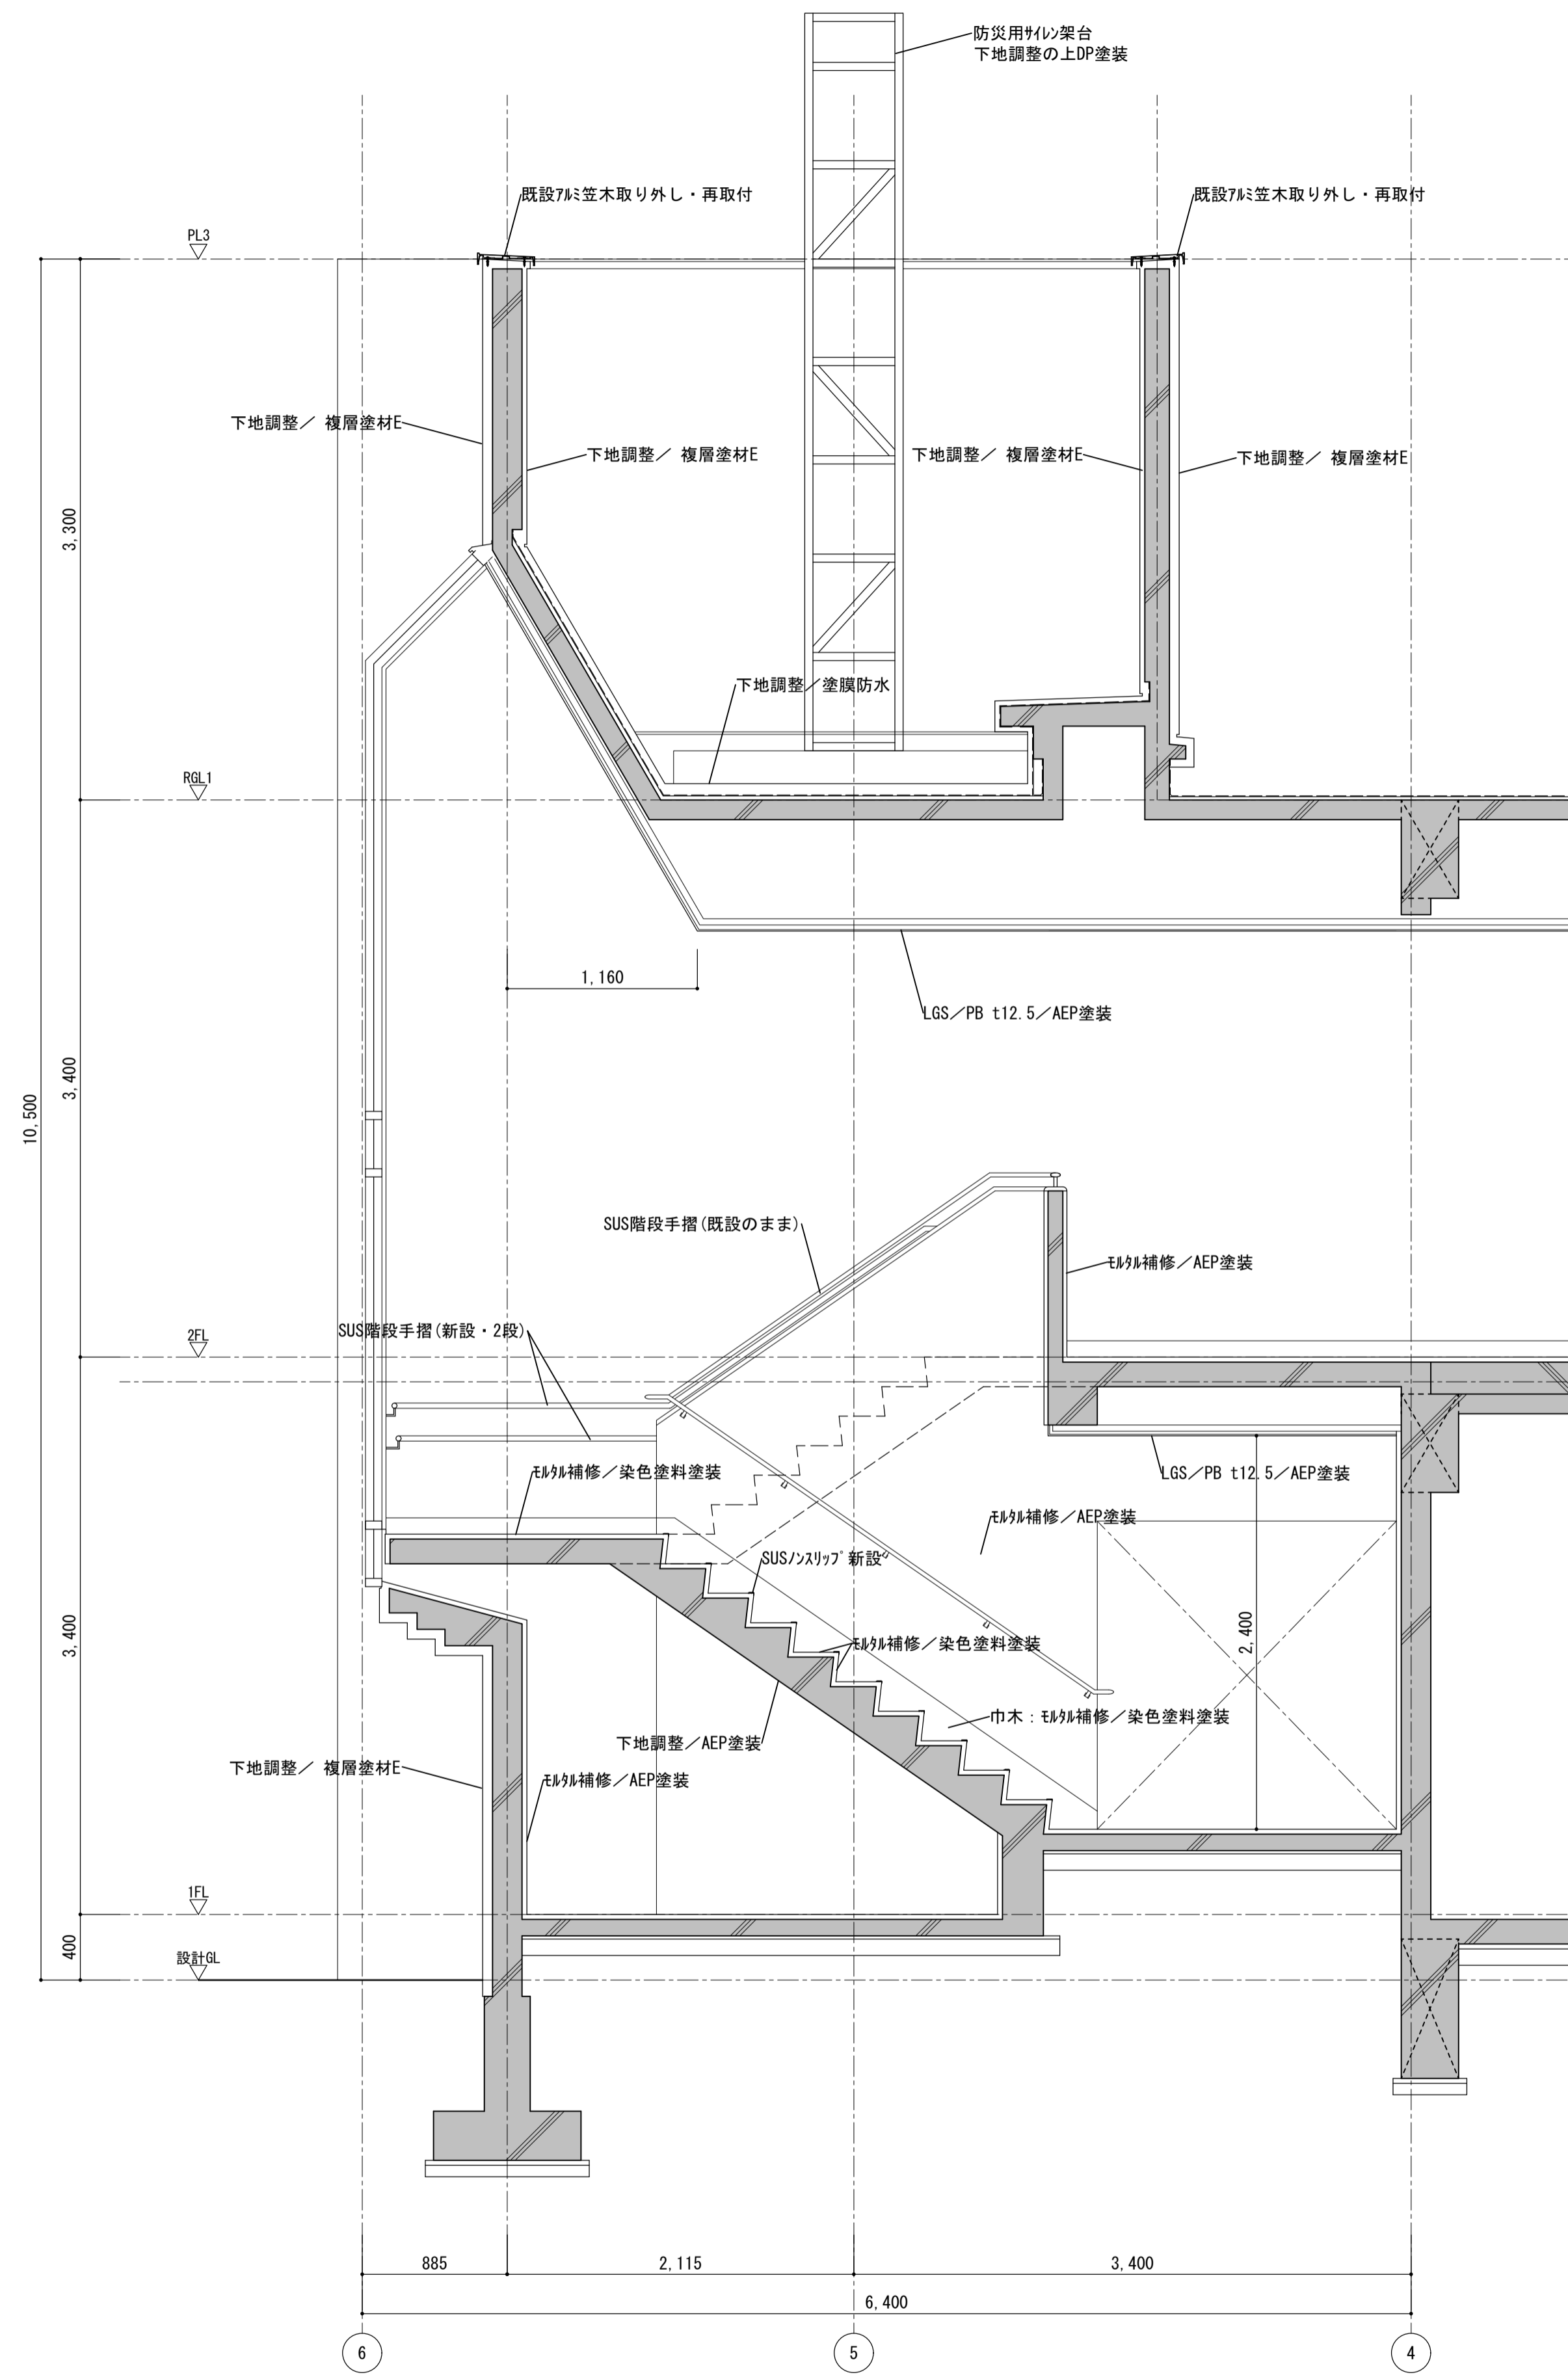 防災用ｻｲﾚﾝ架台
下地調整の上DP塗装
既設ｱﾙﾐ笠木取り外し・再取付
既設ｱﾙﾐ笠木取り外し・再取付
PL3
下地調整／ 複層塗材E
下地調整／ 複層塗材E
下地調整／ 複層塗材E
下地調整／ 複層塗材E
3,300
下地調整／塗膜防水
RGL1
1,160
LGS／PB t12.5／AEP塗装
3,400
10,500
SUS階段手摺(既設のまま)
ﾓﾙﾀﾙ補修／AEP塗装
SUS階段手摺(新設・2段)
2FL
ﾓﾙﾀﾙ補修／染色塗料塗装
LGS／PB t12.5／AEP塗装
ﾓﾙﾀﾙ補修／AEP塗装
SUSﾉﾝｽﾘｯﾌﾟ新設
3,400
2,400
ﾓﾙﾀﾙ補修／染色塗料塗装
巾木：ﾓﾙﾀﾙ補修／染色塗料塗装
下地調整／AEP塗装
下地調整／ 複層塗材E
ﾓﾙﾀﾙ補修／AEP塗装
1FL
400
設計GL
885
2,115
3,400
6,400
6
5
4